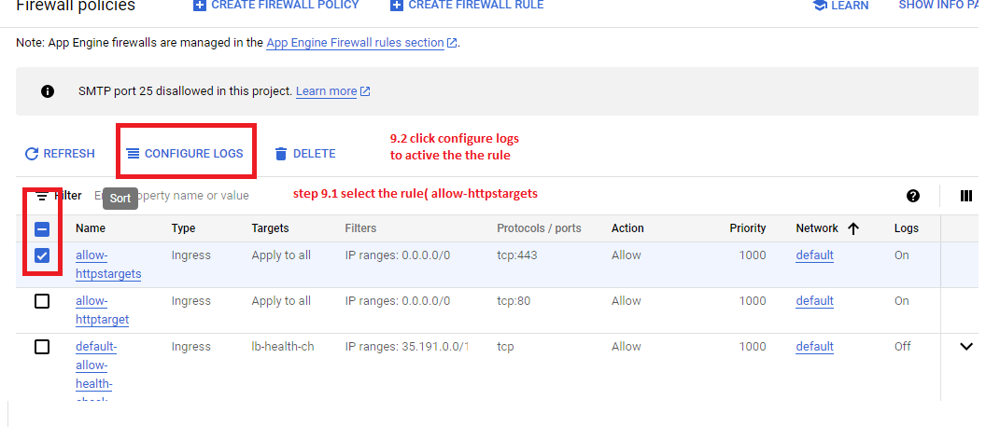 Firewall policies CREATE FIREWALL POLICY CREATE FIREWALL RULE LEARN SHOW INFO PA
Note: App Engine firewalls are managed in the App Engine Firewall rules section.
SMTP port 25 disallowed in this project. Learn more
REFRESH CONFIGURE LOGS DELETE
9.2 click configure logs
to active the the rule
Filter property name or value
Sort
step 9.1 select the rule( allow-httpstargets
Name Type Targets Filters Protocols / ports Action Priority Network Logs
allow-
httpstargets
Ingress Apply to all IP ranges: 0.0.0.0/0 tcp:443 Allow 1000 default On
allow-
httptarget
Ingress Apply to all IP ranges: 0.0.0.0/0 tcp:80 Allow 1000 default On
default-
allow-
health-
check
Ingress lb-health-ch IP ranges: 35.191.0.0/1 tcp Allow 1000 default Off